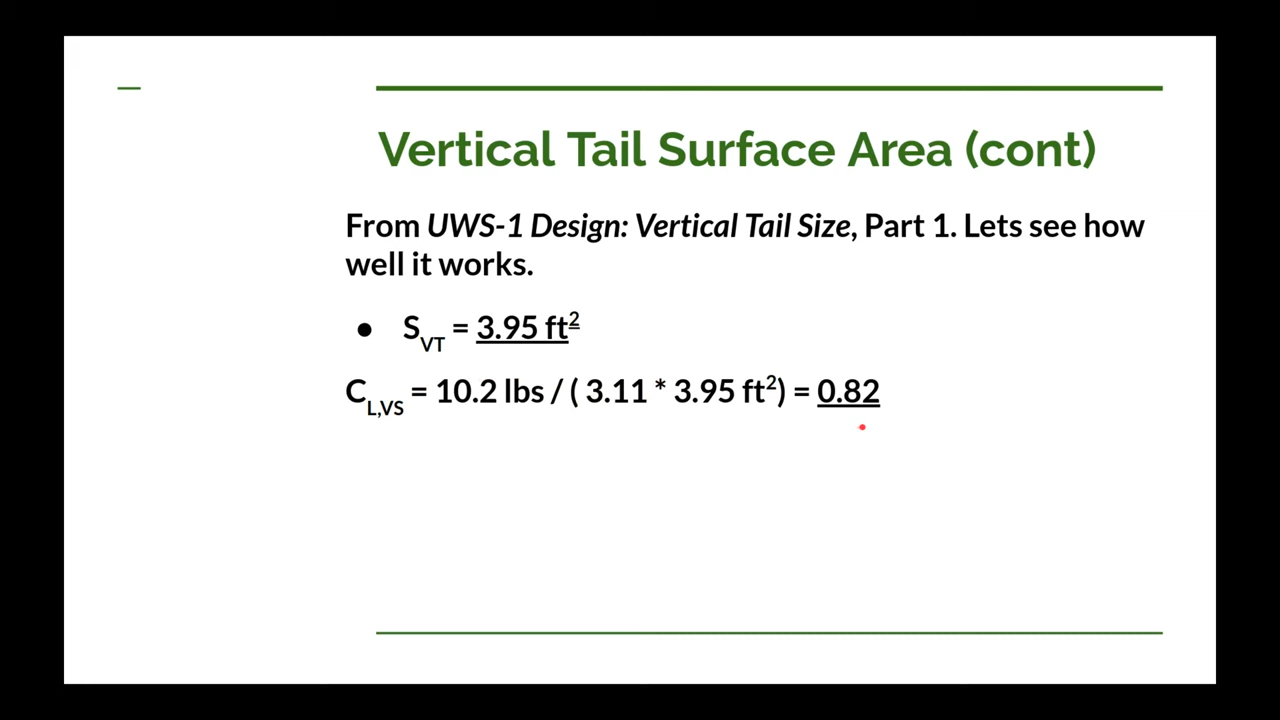 Vertical Tail Surface Area (cont)
From UWS-1 Design: Vertical Tail Size, Part 1. Lets see how
well it works.
● S_VT = 3.95 ft²
C_L,VS = 10.2 lbs / ( 3.11 * 3.95 ft²) = 0.82